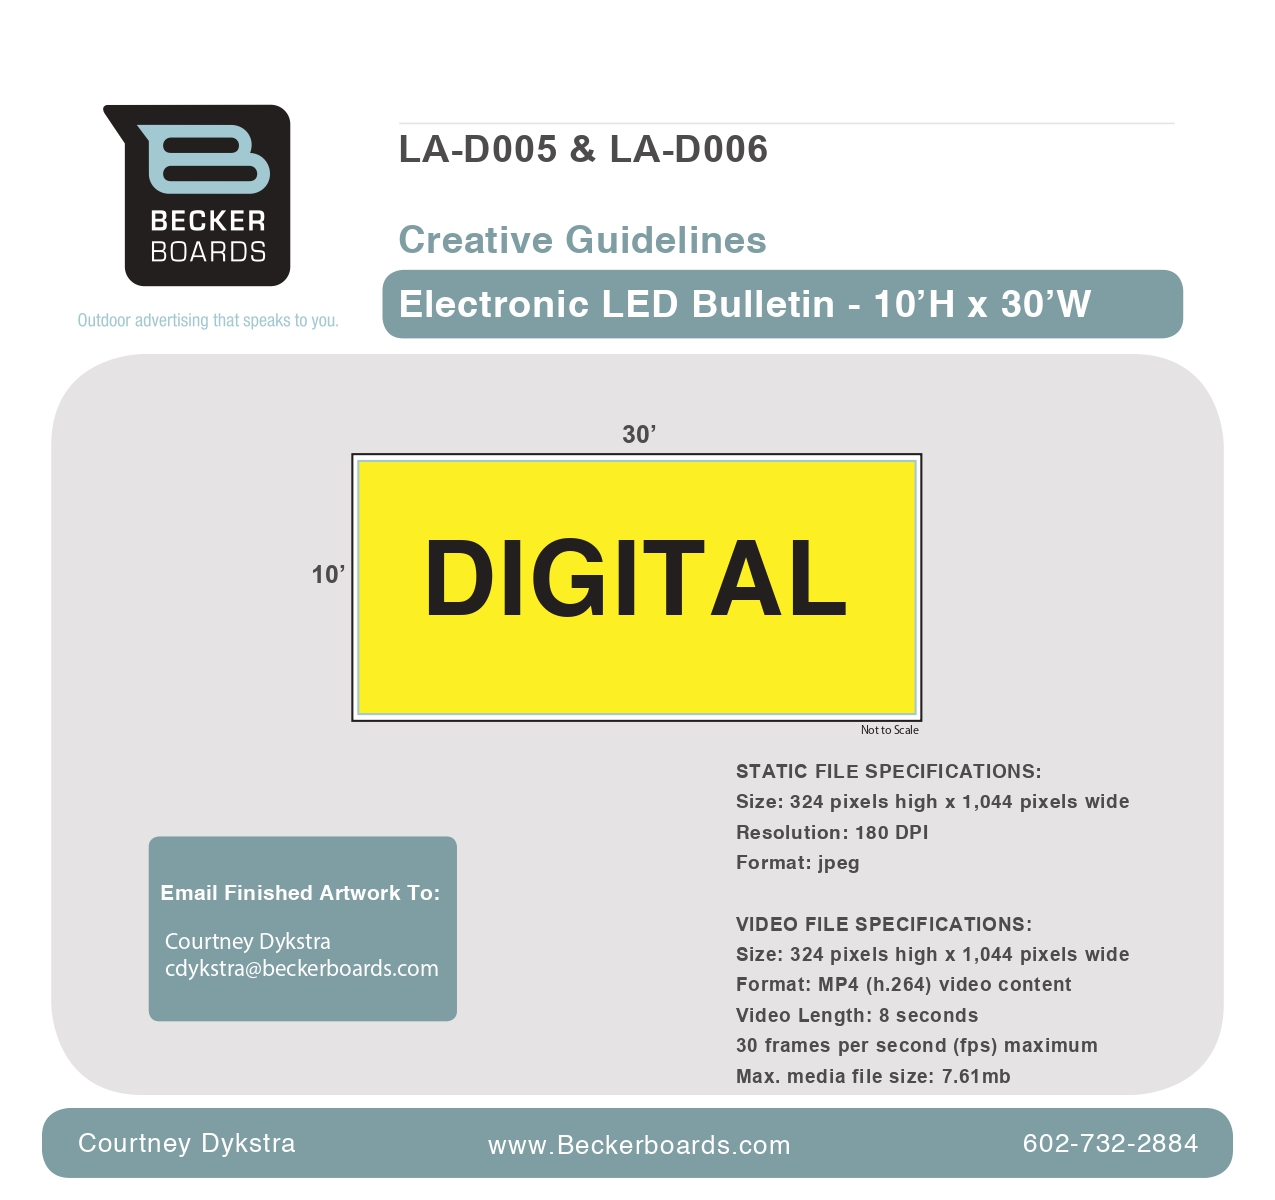 BECKER
BOARDS
Outdoor advertising that speaks to you.
LA-D005 & LA-D006
Creative Guidelines
Electronic LED Bulletin - 10’H x 30’W
30’
10’
DIGITAL
Not to Scale
STATIC FILE SPECIFICATIONS:
Size: 324 pixels high x 1,044 pixels wide
Resolution: 180 DPI
Format: jpeg
VIDEO FILE SPECIFICATIONS:
Size: 324 pixels high x 1,044 pixels wide
Format: MP4 (h.264) video content
Video Length: 8 seconds
30 frames per second (fps) maximum
Max. media file size: 7.61mb
Email Finished Artwork To:
Courtney Dykstra
cdykstra@beckerboards.com
Courtney Dykstra
www.Beckerboards.com
602-732-2884